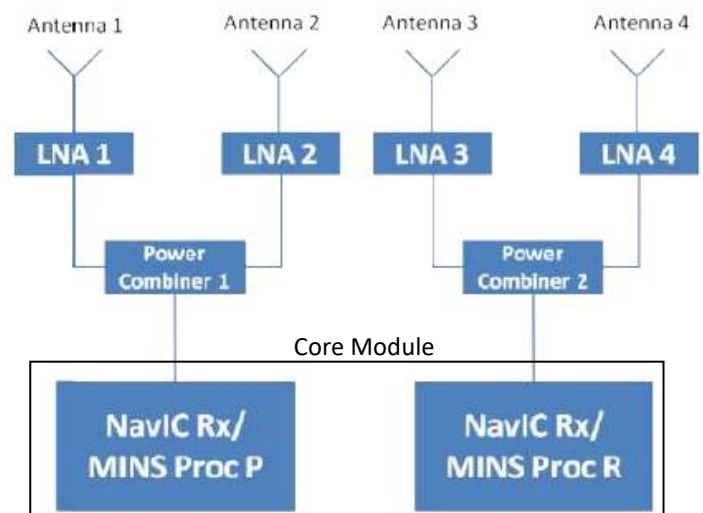 Antenna 1
Antenna 2
Antenna 3
Antenna 4
LNA 1
LNA 2
LNA 3
LNA 4
Power
Combiner 1
Power
Combiner 2
Core Module
NavIC Rx/
MINS Proc P
NavIC Rx/
MINS Proc R